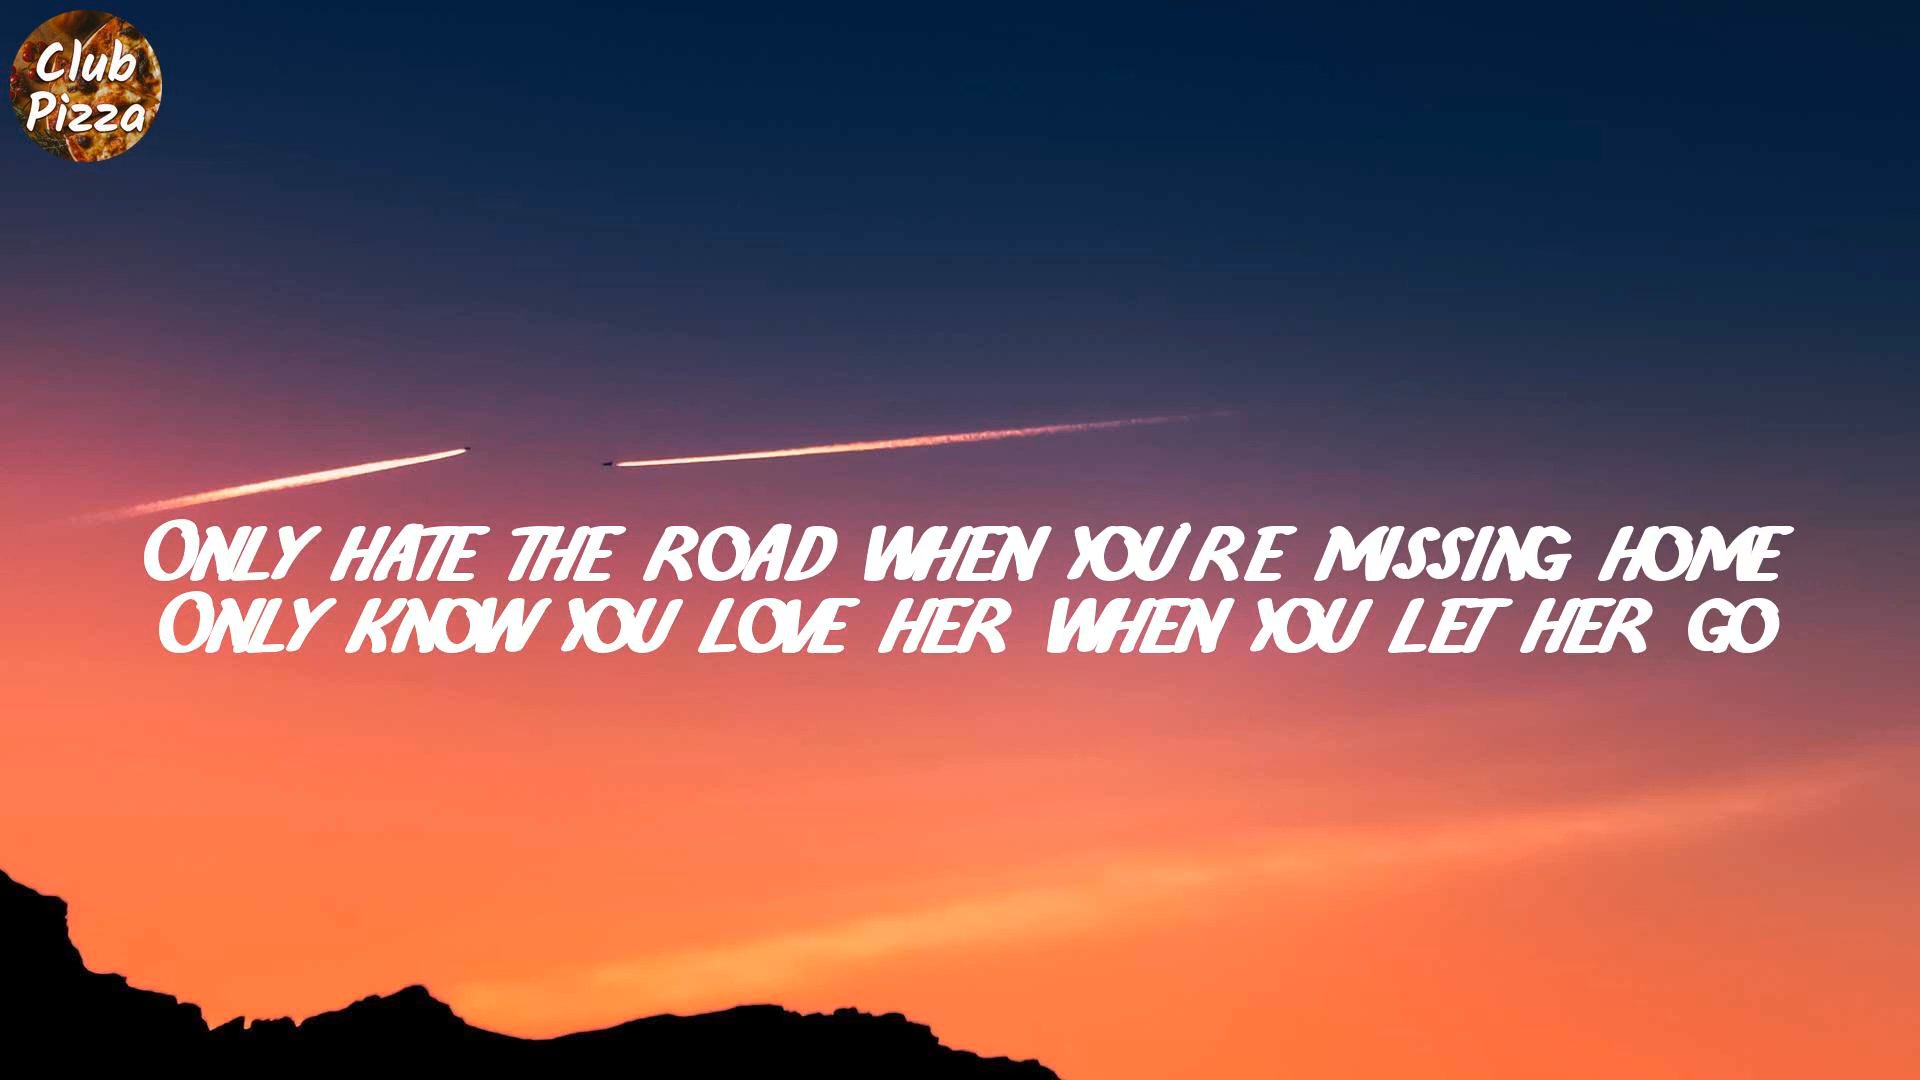 Club
Pizza
ONLY HATE THE ROAD WHEN YOU'RE MISSING HOME
ONLY KNOW YOU LOVE HER WHEN YOU LET HER GO